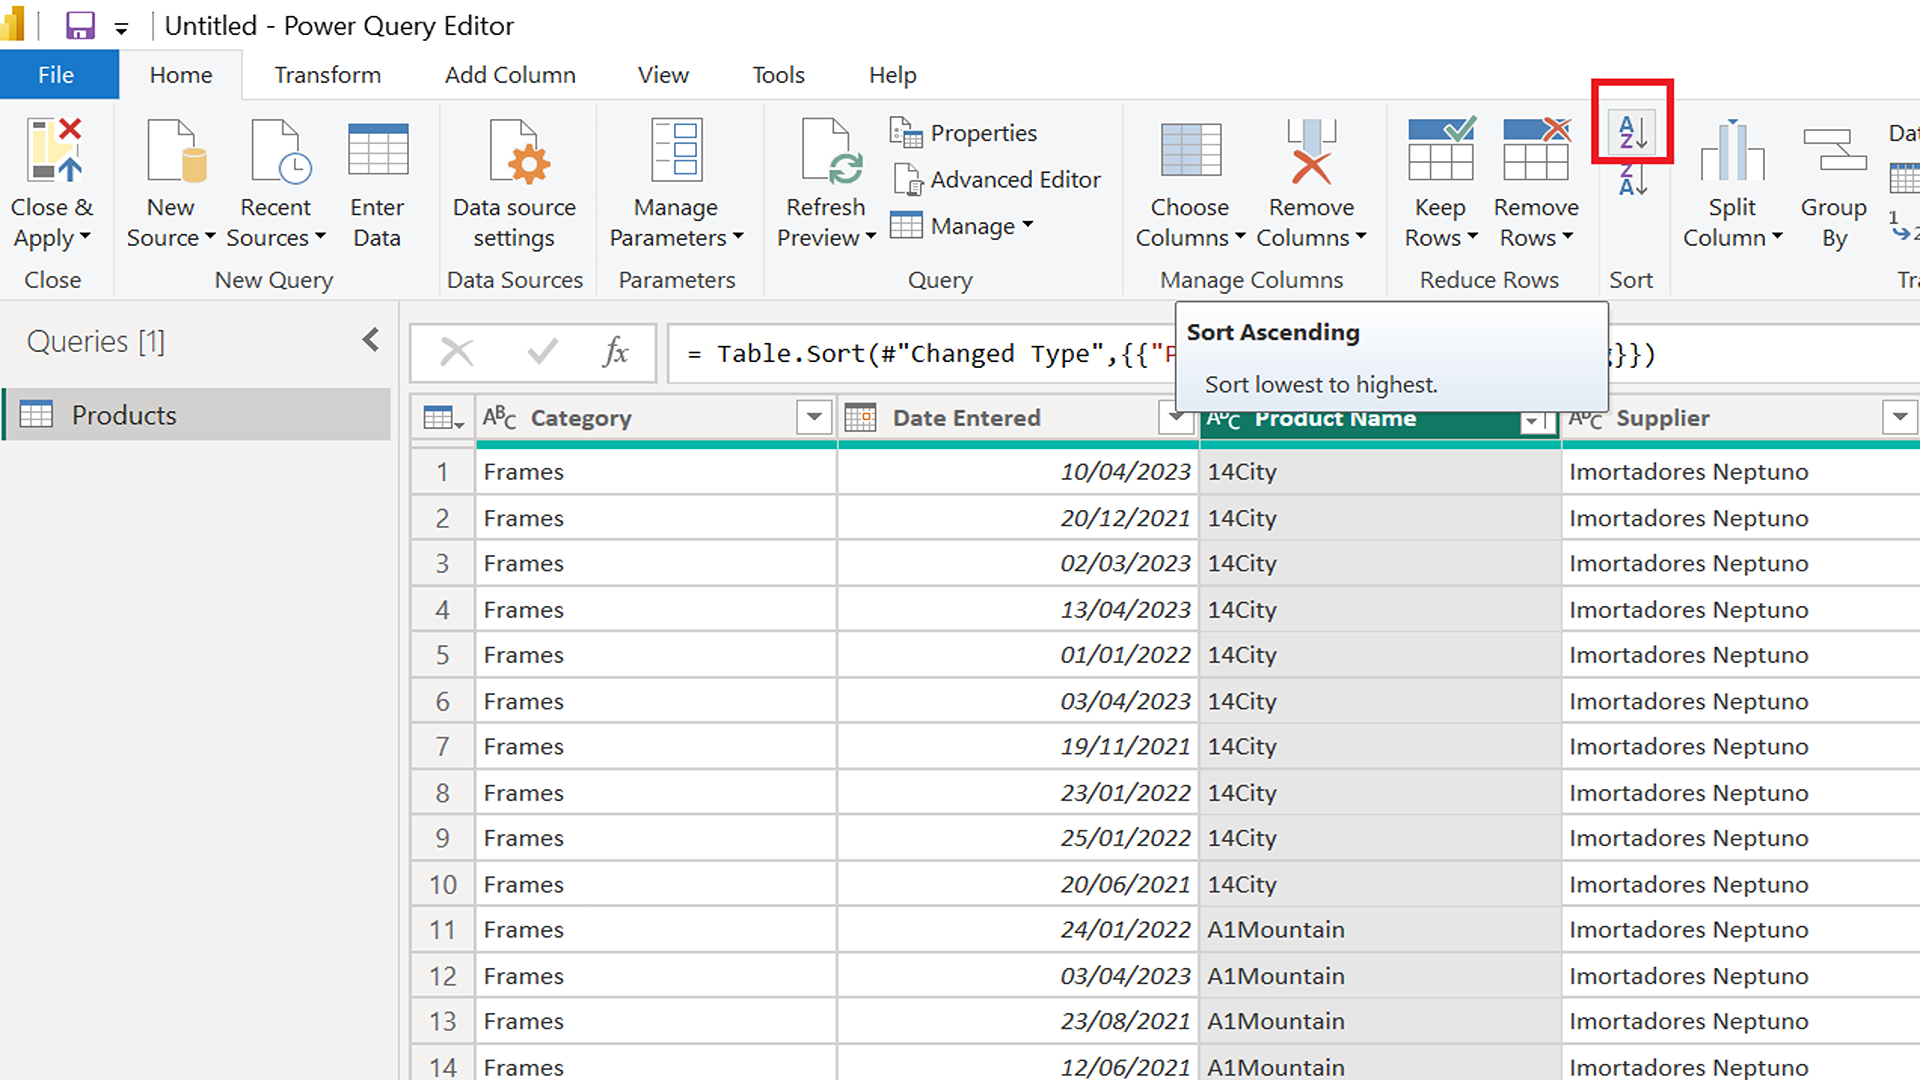 Untitled - Power Query Editor
File Home Transform Add Column View Tools Help
Close & Apply
New Source
Recent Sources
Enter Data
Data source settings
Manage Parameters
Refresh Preview
Properties
Advanced Editor
Manage
Choose Columns
Remove Columns
Keep Rows
Remove Rows
A Z
Z A
Split Column
Group By
Close New Query Data Sources Parameters Query Manage Columns Reduce Rows Sort
Queries [1]
Products
fx
= Table.Sort(#"Changed Type",{{" }})
Sort Ascending
Sort lowest to highest.
ABC Category Date Entered ABC Product Name ABC Supplier
1 Frames 10/04/2023 14City Imortadores Neptuno
2 Frames 20/12/2021 14City Imortadores Neptuno
3 Frames 02/03/2023 14City Imortadores Neptuno
4 Frames 13/04/2023 14City Imortadores Neptuno
5 Frames 01/01/2022 14City Imortadores Neptuno
6 Frames 03/04/2023 14City Imortadores Neptuno
7 Frames 19/11/2021 14City Imortadores Neptuno
8 Frames 23/01/2022 14City Imortadores Neptuno
9 Frames 25/01/2022 14City Imortadores Neptuno
10 Frames 20/06/2021 14City Imortadores Neptuno
11 Frames 24/01/2022 A1Mountain Imortadores Neptuno
12 Frames 03/04/2023 A1Mountain Imortadores Neptuno
13 Frames 23/08/2021 A1Mountain Imortadores Neptuno
14 Frames 12/06/2021 A1Mountain Imortadores Neptuno